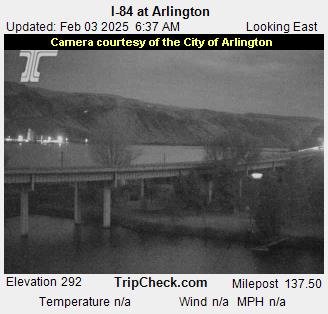 I-84 at Arlington
Updated: Feb 03 2025 6:37 AM Looking East
Camera courtesy of the City of Arlington
Elevation 292 TripCheck.com Milepost 137.50
Temperature n/a Wind n/a MPH n/a